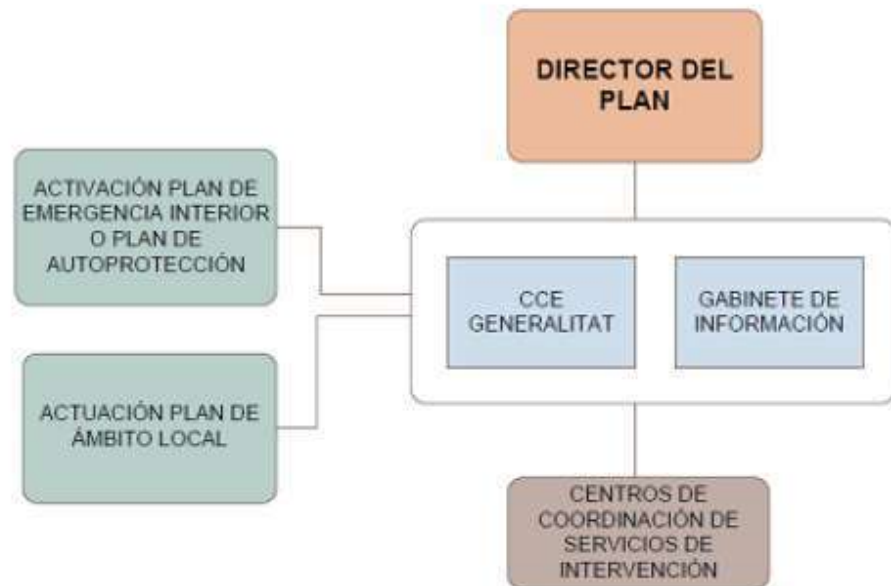 DIRECTOR DEL
PLAN
ACTIVACIÓN PLAN DE
EMERGENCIA INTERIOR
O PLAN DE
AUTOPROTECCIÓN
CCE
GENERALITAT
GABINETE DE
INFORMACIÓN
ACTUACIÓN PLAN DE
ÁMBITO LOCAL
CENTROS DE
COORDINACIÓN DE
SERVICIOS DE
INTERVENCIÓN